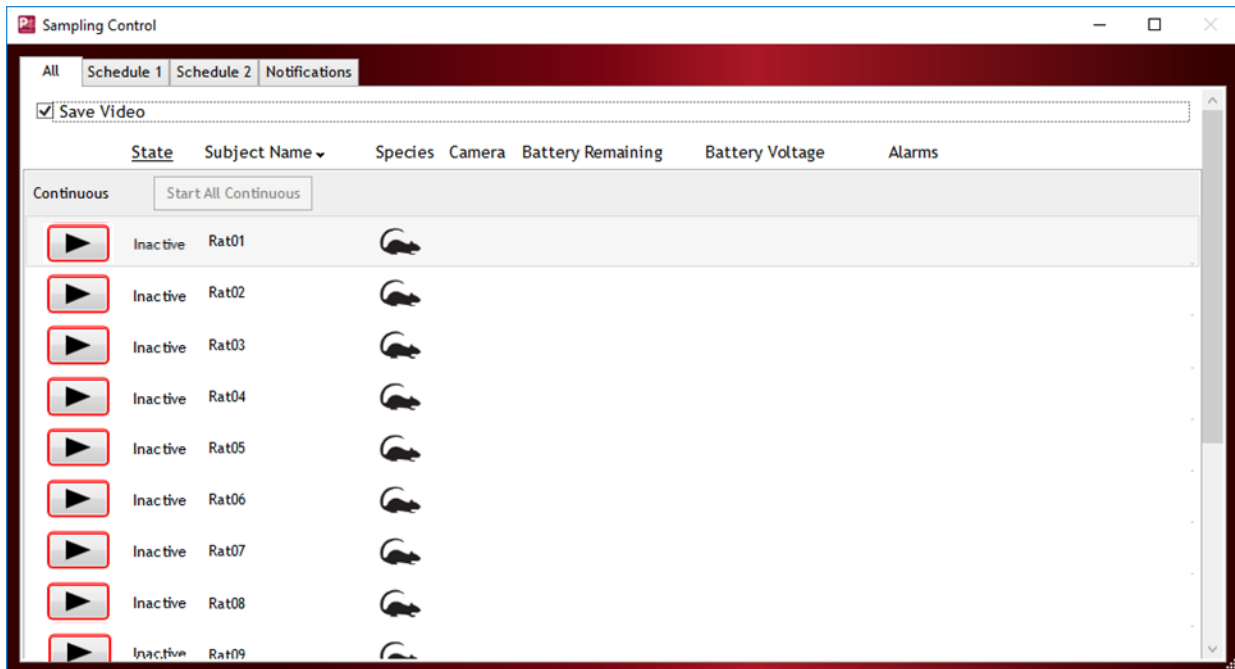 Sampling Control
All Schedule 1 Schedule 2 Notifications
Save Video
State Subject Name Species Camera Battery Remaining Battery Voltage Alarms
Continuous Start All Continuous
Inactive Rat01
Inactive Rat02
Inactive Rat03
Inactive Rat04
Inactive Rat05
Inactive Rat06
Inactive Rat07
Inactive Rat08
Inactive Rat09